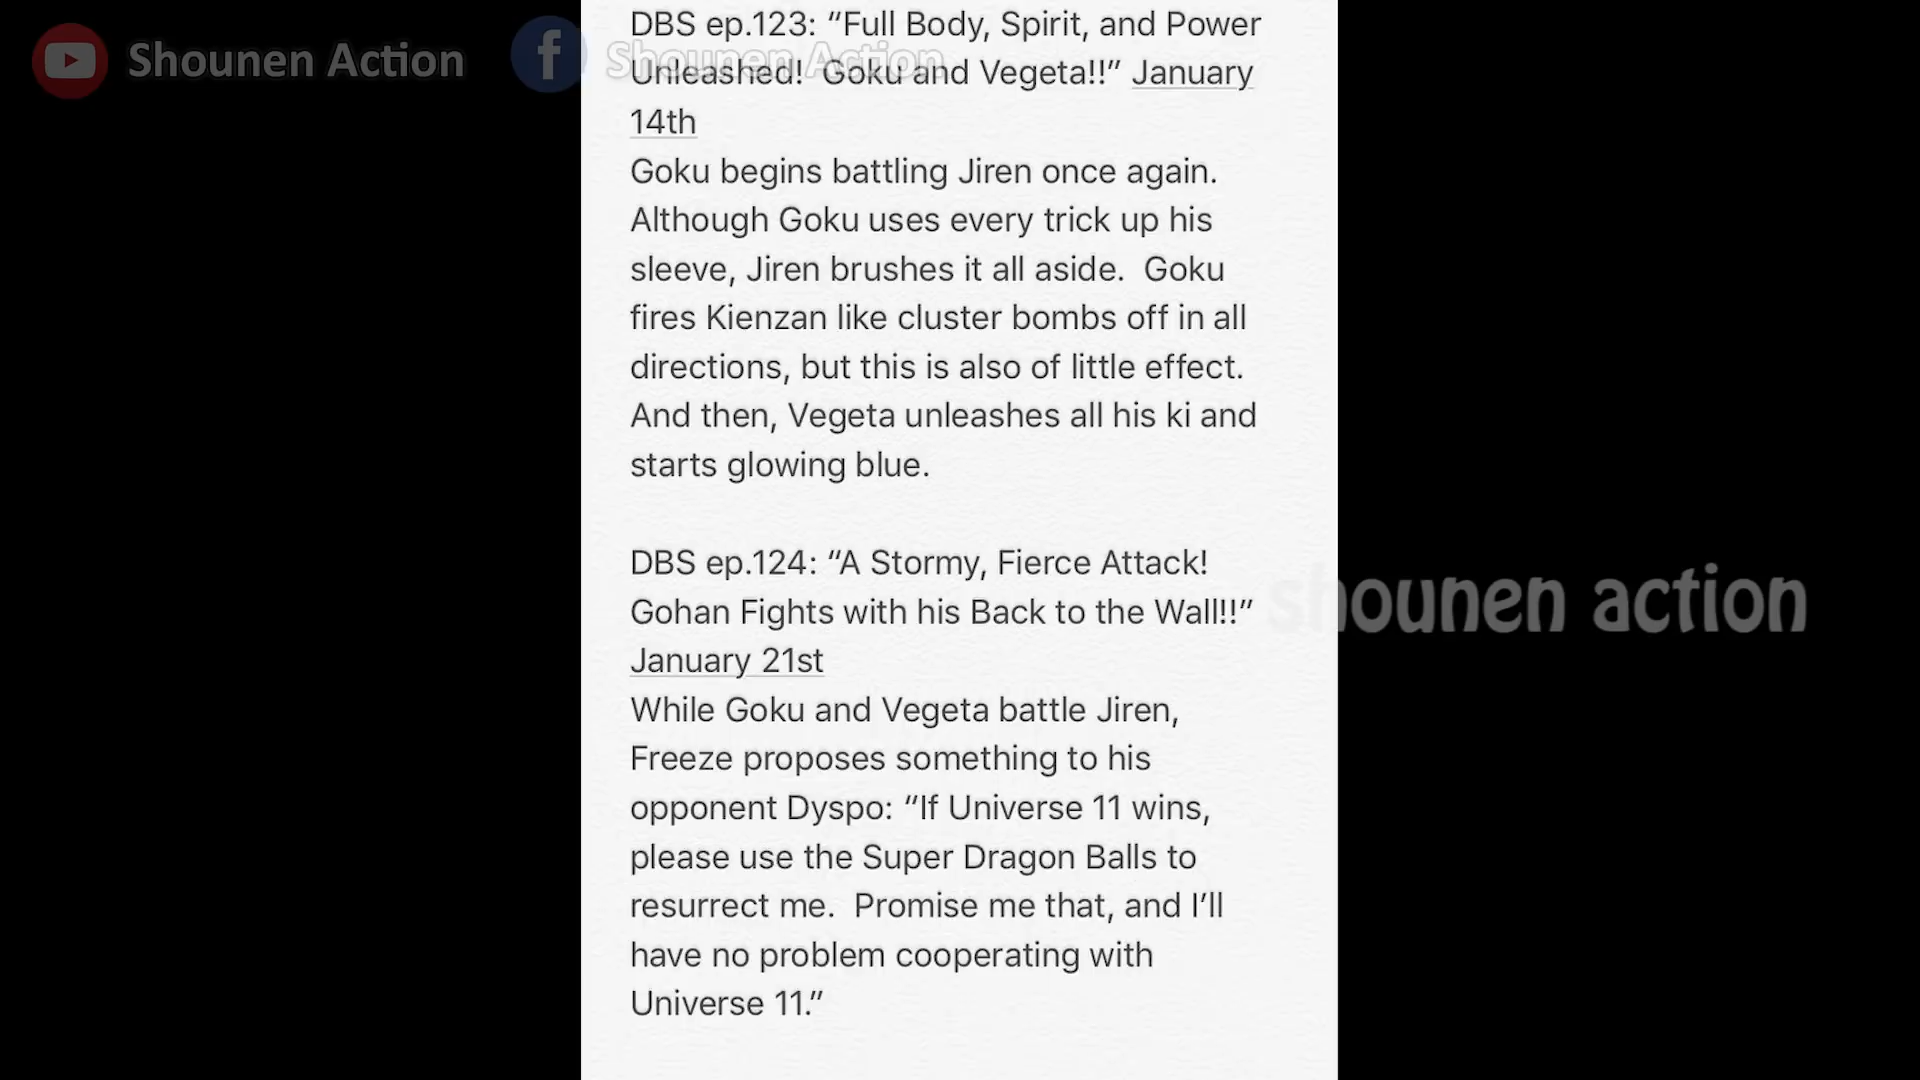 DBS ep.123: “Full Body, Spirit, and Power
Shounen Action
Shounen Action
Unleashed!  Goku and Vegeta!!” January
14th
Goku begins battling Jiren once again.
Although Goku uses every trick up his
sleeve, Jiren brushes it all aside.  Goku
fires Kienzan like cluster bombs off in all
directions, but this is also of little effect.
And then, Vegeta unleashes all his ki and
starts glowing blue.
DBS ep.124: “A Stormy, Fierce Attack!
Gohan Fights with his Back to the Wall!!”
shounen action
January 21st
While Goku and Vegeta battle Jiren,
Freeze proposes something to his
opponent Dyspo: “If Universe 11 wins,
please use the Super Dragon Balls to
resurrect me.  Promise me that, and I’ll
have no problem cooperating with
Universe 11.”